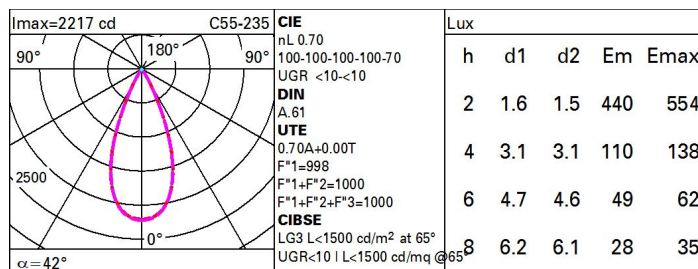 Imax=2217 cd C55-235
90° 180° 90°
2500
0°
α=42°
CIE
nL 0.70
100-100-100-100-70
UGR <10-<10
DIN
A.61
UTE
0.70A+0.00T
F"1=998
F"1+F"2=1000
F"1+F"2+F"3=1000
CIBSE
LG3 L<1500 cd/m² at 65°
UGR<10 | L<1500 cd/mq @65°
Lux
h d1 d2 Em Emax
2 1.6 1.5 440 554
4 3.1 3.1 110 138
6 4.7 4.6 49 62
8 6.2 6.1 28 35